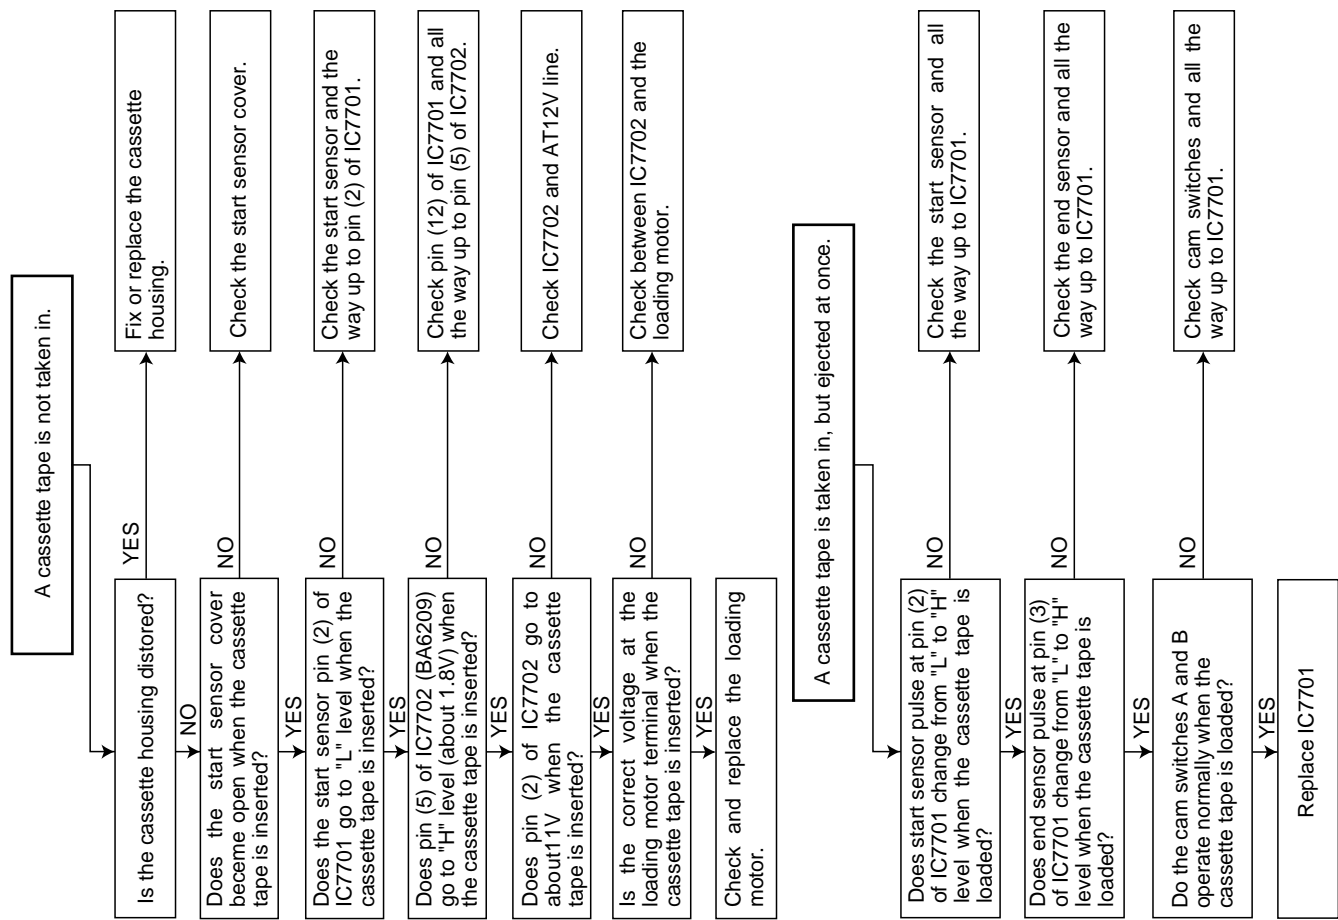 A cassette tape is not taken in.
Is the cassette housing distored?
YES
Fix or replace the cassette
housing.
NO
Does the start sensor cover
beceme open when the cassette
tape is inserted?
NO
Check the start sensor cover.
YES
Does the start sensor pin (2) of
IC7701 go to "L" level when the
casssette tape is inserted?
NO
Check the start sensor and the
way up to pin (2) of IC7701.
YES
Does pin (5) of IC7702 (BA6209)
go to "H" level (about 1.8V) when
the cassette tape is inserted?
NO
Check pin (12) of IC7701 and all
the way up to pin (5) of IC7702.
YES
Does pin (2) of IC7702 go to
about11V when the cassette
tape is inserted?
NO
Check IC7702 and AT12V line.
YES
Is the correct voltage at the
loading motor terminal when the
cassette tape is inserted?
NO
Check between IC7702 and the
loading motor.
YES
Check and replace the loading
motor.
A cassette tape is taken in, but ejected at once.
Does start sensor pulse at pin (2)
of IC7701 change from "L" to "H"
level when the cassette tape is
loaded?
NO
Check the start sensor and all
the way up to IC7701.
YES
Does end sensor pulse at pin (3)
of IC7701 change from "L" to "H"
level when the cassette tape is
loaded?
NO
Check the end sensor and all the
way up to IC7701.
YES
Do the cam switches A and B
operate normally when the
cassette tape is loaded?
NO
Check cam switches and all the
way up to IC7701.
YES
Replace IC7701